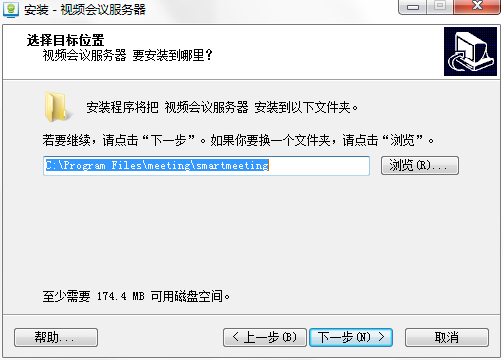 安装 - 视频会议服务器
选择目标位置
视频会议服务器 要安装到哪里？
安装程序将把 视频会议服务器 安装到以下文件夹。
若要继续，请点击“下一步”。如果你要换一个文件夹，请点击“浏览”。
C:\Program Files\meeting\smartmeeting
浏览(R)...
至少需要 174.4 MB 可用磁盘空间。
帮助...
< 上一步(B)
下一步(N) >
取消